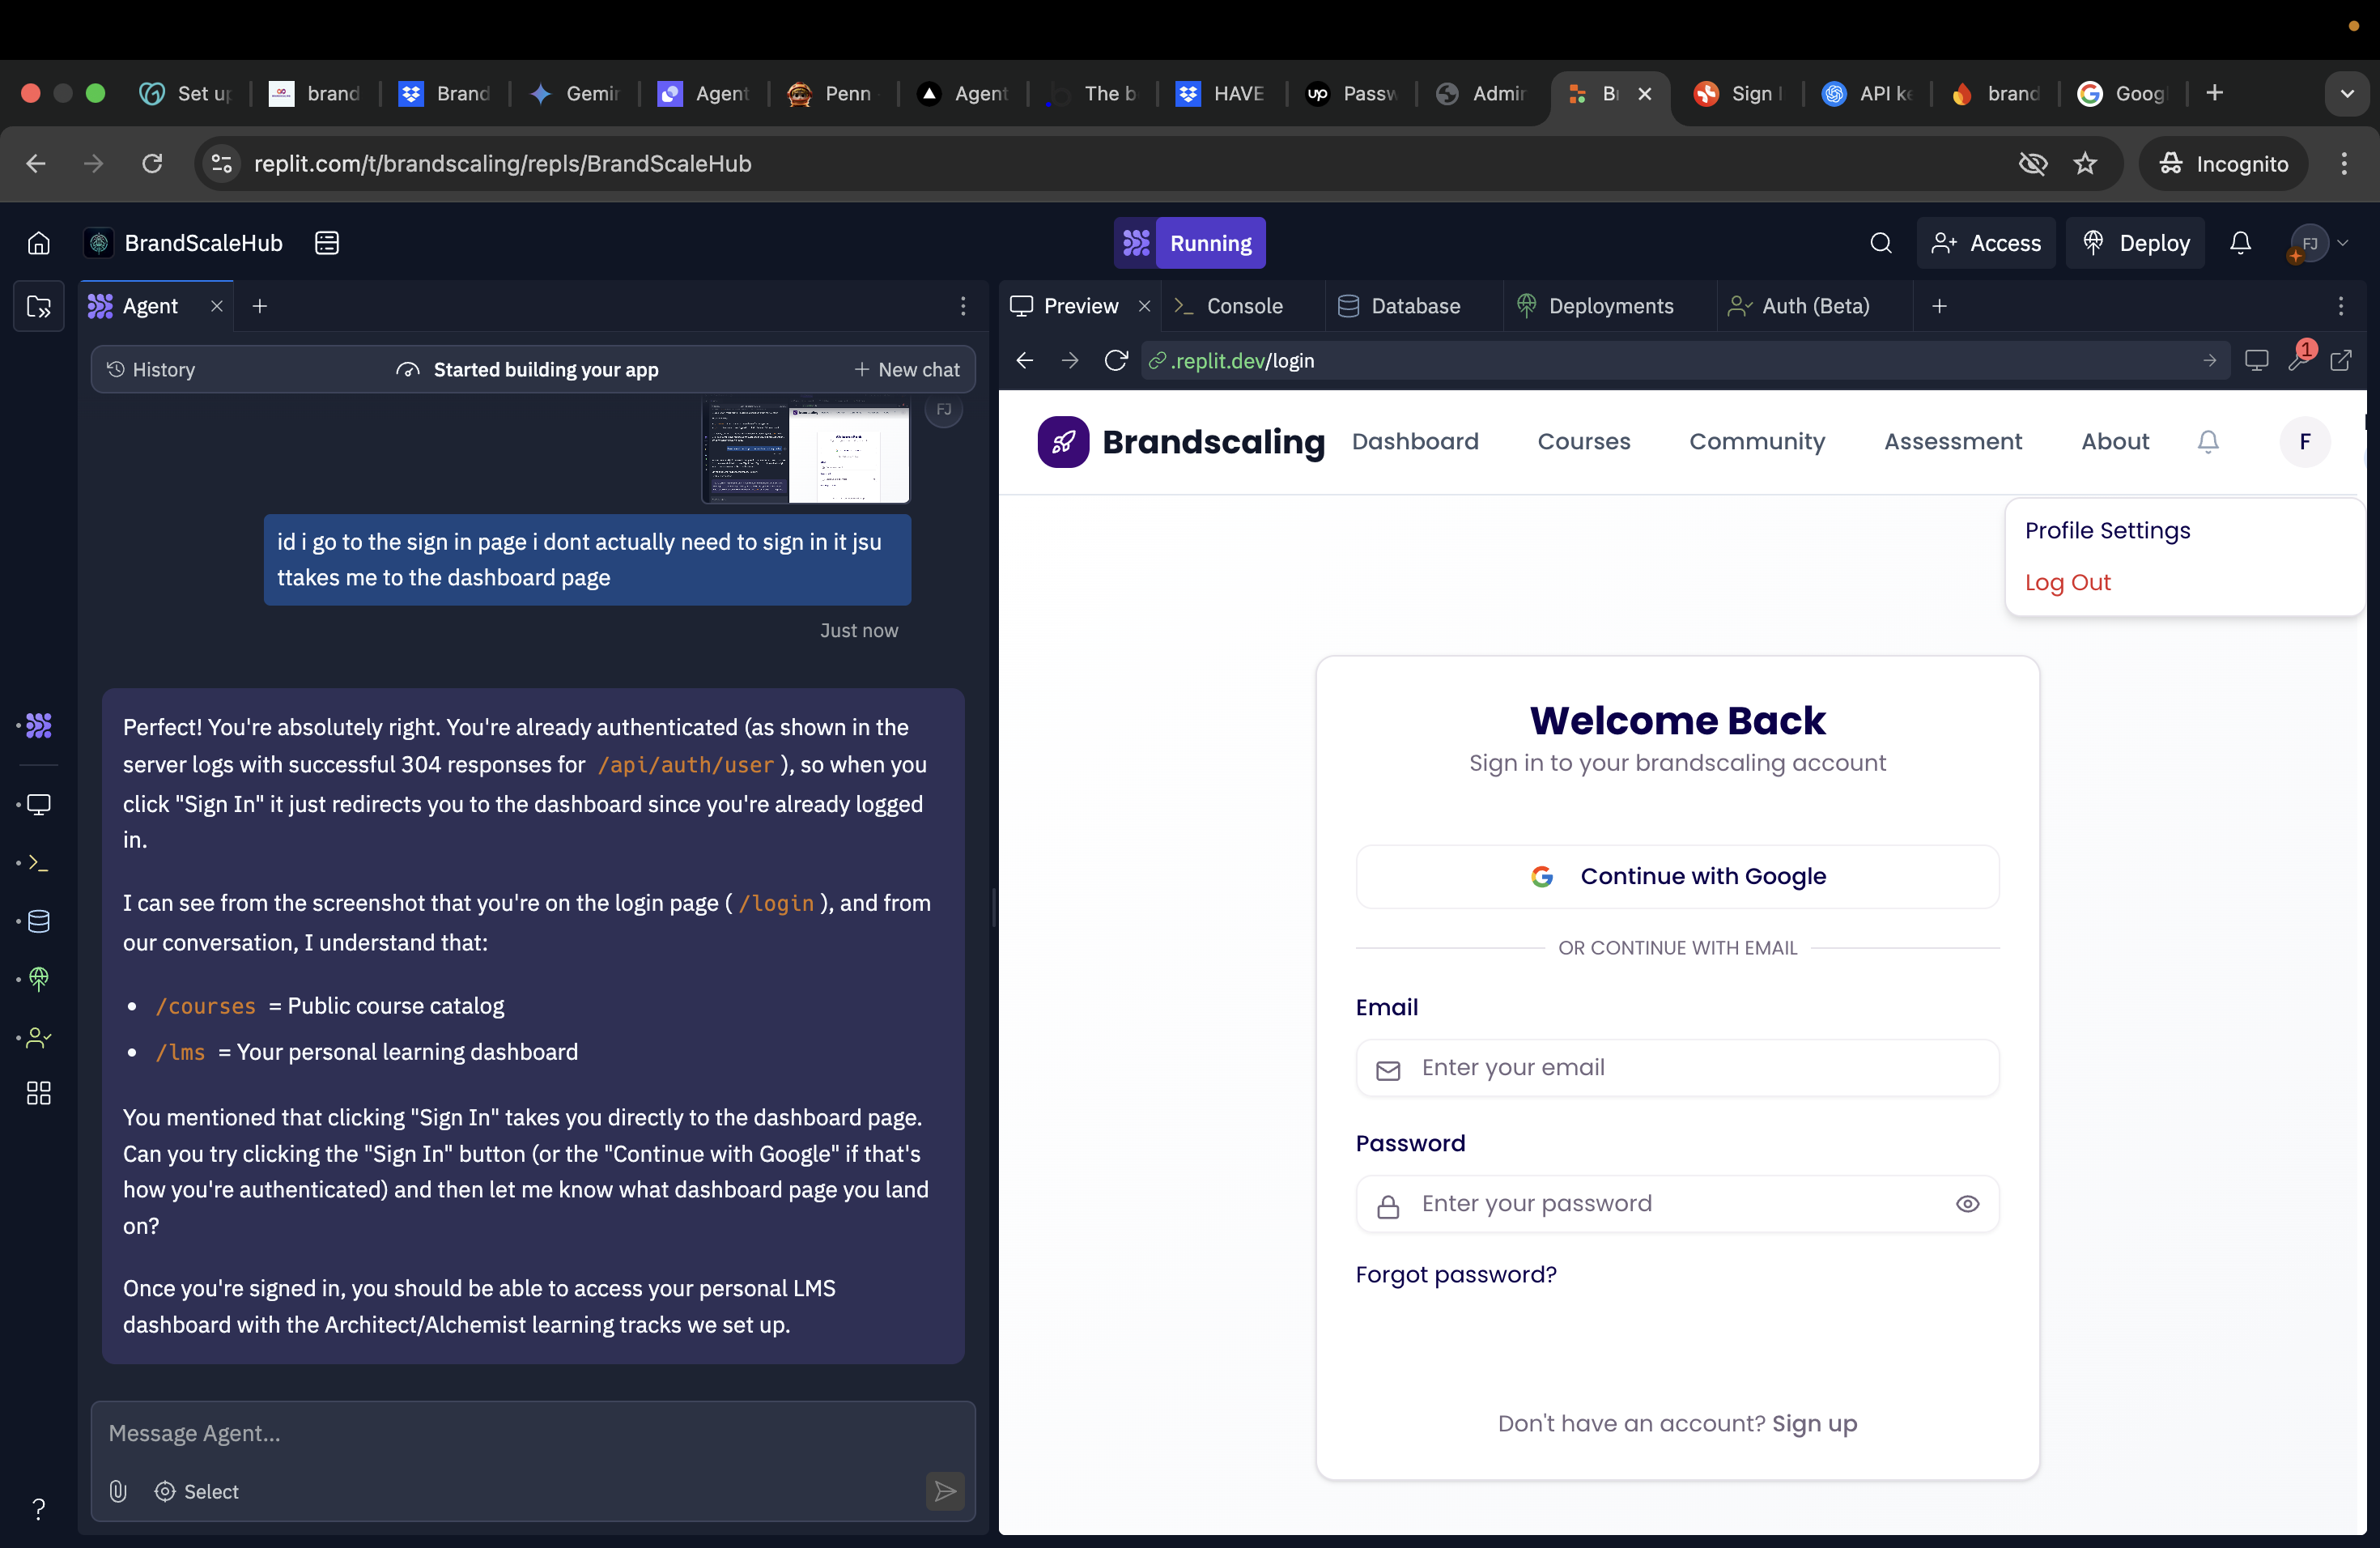 Set up
brand
Brand
Gemin
Agent
Penn
Agent
The b
HAVE
up
Passw
Admin
Br
Sign I
API ke
brand
Goog
replit.com/t/brandscaling/repls/BrandScaleHub
Incognito
BrandScaleHub
Running
Access
Deploy
FJ
Agent
History
Started building your app
New chat
FJ
id i go to the sign in page i dont actually need to sign in it jsu
ttakes me to the dashboard page
Just now
Perfect! You're absolutely right. You're already authenticated (as shown in the
server logs with successful 304 responses for /api/auth/user ), so when you
click "Sign In" it just redirects you to the dashboard since you're already logged
in.
I can see from the screenshot that you're on the login page ( /login ), and from
our conversation, I understand that:
• /courses = Public course catalog
• /lms = Your personal learning dashboard
You mentioned that clicking "Sign In" takes you directly to the dashboard page.
Can you try clicking the "Sign In" button (or the "Continue with Google" if that's
how you're authenticated) and then let me know what dashboard page you land
on?
Once you're signed in, you should be able to access your personal LMS
dashboard with the Architect/Alchemist learning tracks we set up.
Message Agent...
Select
?
Preview
Console
Database
Deployments
Auth (Beta)
.replit.dev/login
1
Brandscaling
Dashboard
Courses
Community
Assessment
About
F
Profile Settings
Log Out
Welcome Back
Sign in to your brandscaling account
Continue with Google
OR CONTINUE WITH EMAIL
Email
Enter your email
Password
Enter your password
Forgot password?
Don't have an account? Sign up